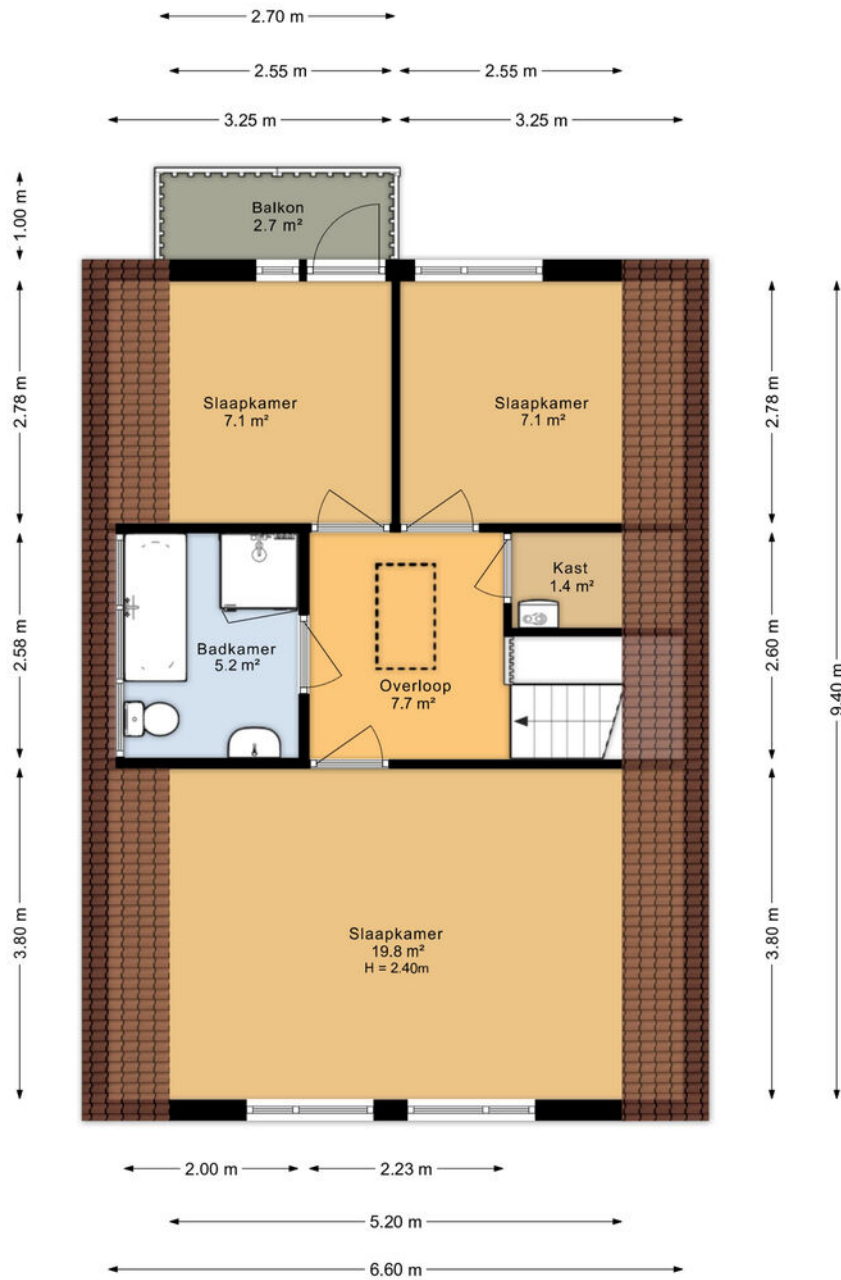 2.70 m
2.55 m
2.55 m
3.25 m
3.25 m
1.00 m
Balkon
2.7 m²
2.78 m
Slaapkamer
7.1 m²
Slaapkamer
7.1 m²
2.78 m
9.40 m
2.58 m
Badkamer
5.2 m²
Overloop
7.7 m²
Kast
1.4 m²
2.60 m
3.80 m
Slaapkamer
19.8 m²
H = 2.40m
3.80 m
2.00 m
2.23 m
5.20 m
6.60 m